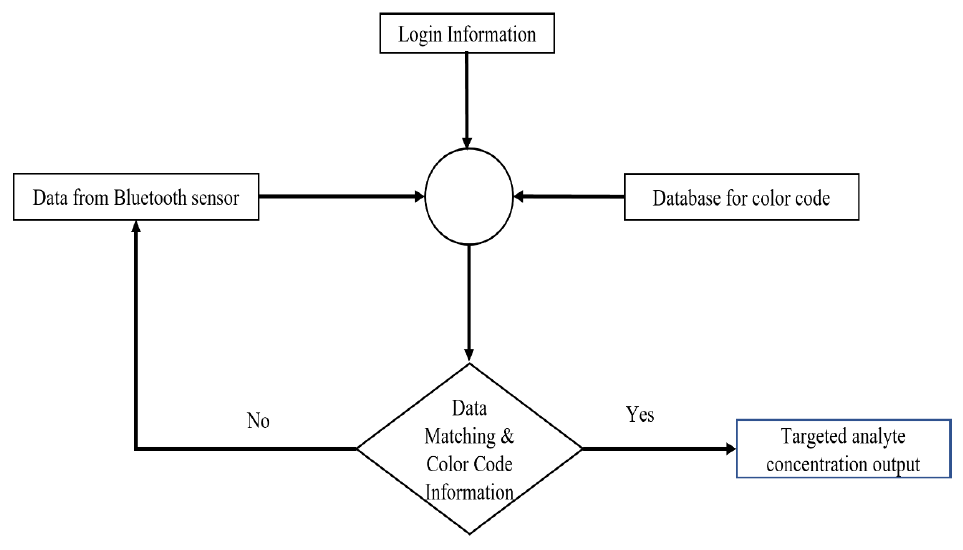 Login Information
Data from Bluetooth sensor
Database for color code
No
Data
Matching &
Color Code
Information
Yes
Targeted analyte
concentration output